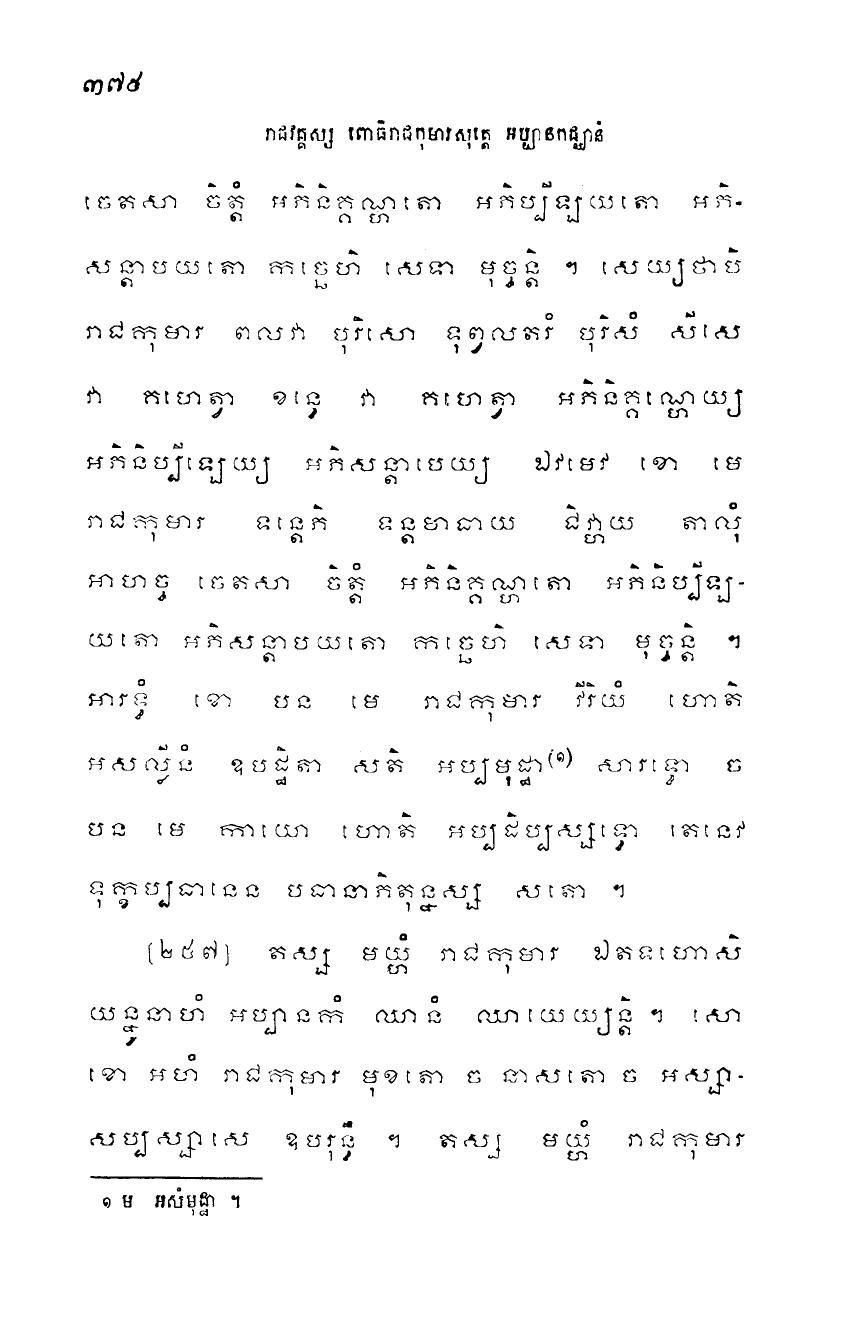 ៣៧៥
រាជវគ្គស្ស ពោធិរាជកុមារសុត្តេ អប្បានកជ្ឈានំ
ចេតសា ចិត្តំ អភិនិគ្គណ្ហតោ អភិប្បីឡយតោ អភិ-
សន្តាបយតោ កច្ឆេហិ សេទា មុច្ចន្តិ ។ សេយ្យថាបិ
រាជកុមារ ពលវា បុរិសោ ទុព្វលតរំ បុរិសំ សីសេ
វា គហេត្វា ខន្ធេ វា គហេត្វា អភិនិគ្គណ្ហេយ្យ
អភិនិប្បីឡេយ្យ អភិសន្តាបេយ្យ ឯវមេវ ខោ មេ
រាជកុមារ ទន្តេភិ ទន្តមាធាយ ជិវ្ហាយ តាលុំ
អាហច្ច ចេតសា ចិត្តំ អភិនិគ្គណ្ហតោ អភិនិប្បីឡ-
យតោ អភិសន្តាបយតោ កច្ឆេហិ សេទា មុច្ចន្តិ ។
អារទ្ធំ ខោ បន មេ រាជកុមារ វីរិយំ ហោតិ
អសល្លីនំ ឧបដ្ឋិតា សតិ អប្បមុដ្ឋា(១) សារទ្ធោ ច
បន មេ កាយោ ហោតិ អប្បដិប្បស្សទ្ធោ តេនេវ
ទុក្ខប្បធានេន បធានាភិតុន្នស្ស សតោ ។
[២៥៧] តស្ស មយ្ហំ រាជកុមារ ឯតទហោសិ
យន្នូនាហំ អប្បានកំ ឈានំ ឈាយេយ្យន្តិ ។ សោ
ខោ អហំ រាជកុមារ មុខតោ ច នាសតោ ច អស្សា-
សប្បស្សាសេ ឧបរុន្ធឹ ។ តស្ស មយ្ហំ រាជកុមារ
១ ម អសំមុដ្ឋា ។